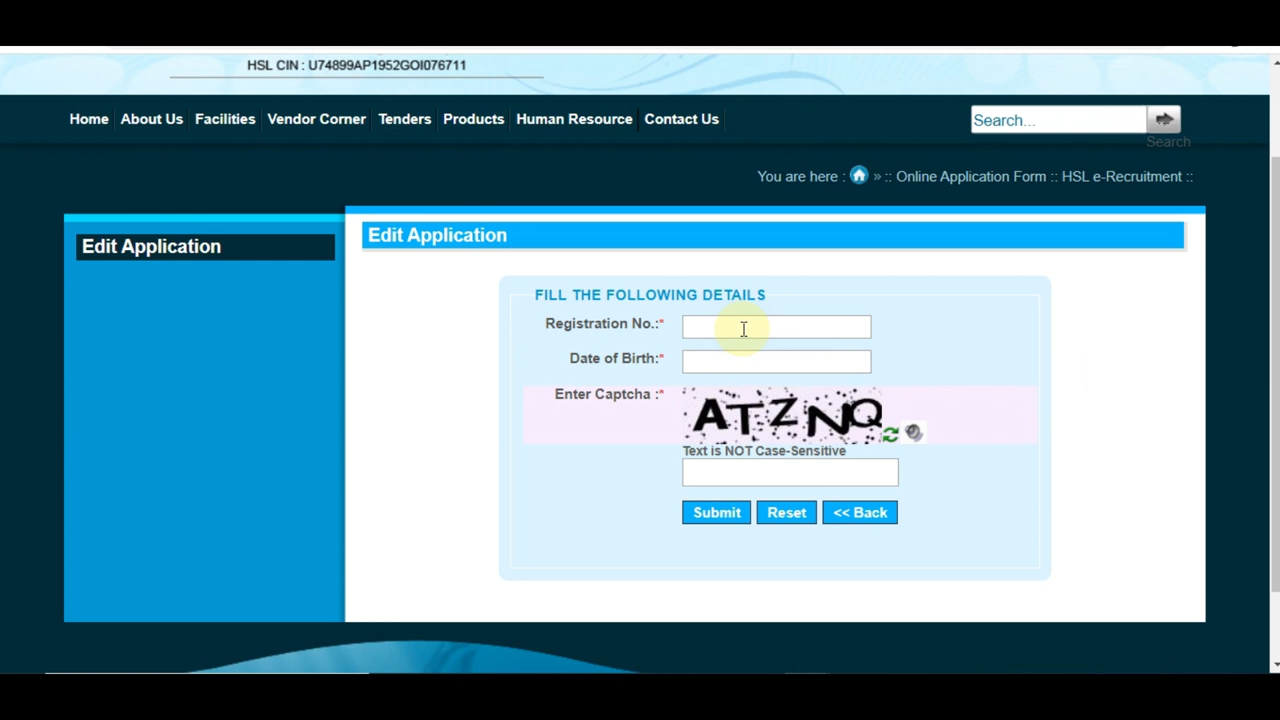 HSL CIN : U74899AP1952GOI076711
Home About Us Facilities Vendor Corner Tenders Products Human Resource Contact Us
Search...
Search
You are here : » :: Online Application Form :: HSL e-Recruitment ::
Edit Application
Edit Application
FILL THE FOLLOWING DETAILS
Registration No.:*
Date of Birth:*
Enter Captcha :*
ATZNQ
Text is NOT Case-Sensitive
Submit Reset << Back